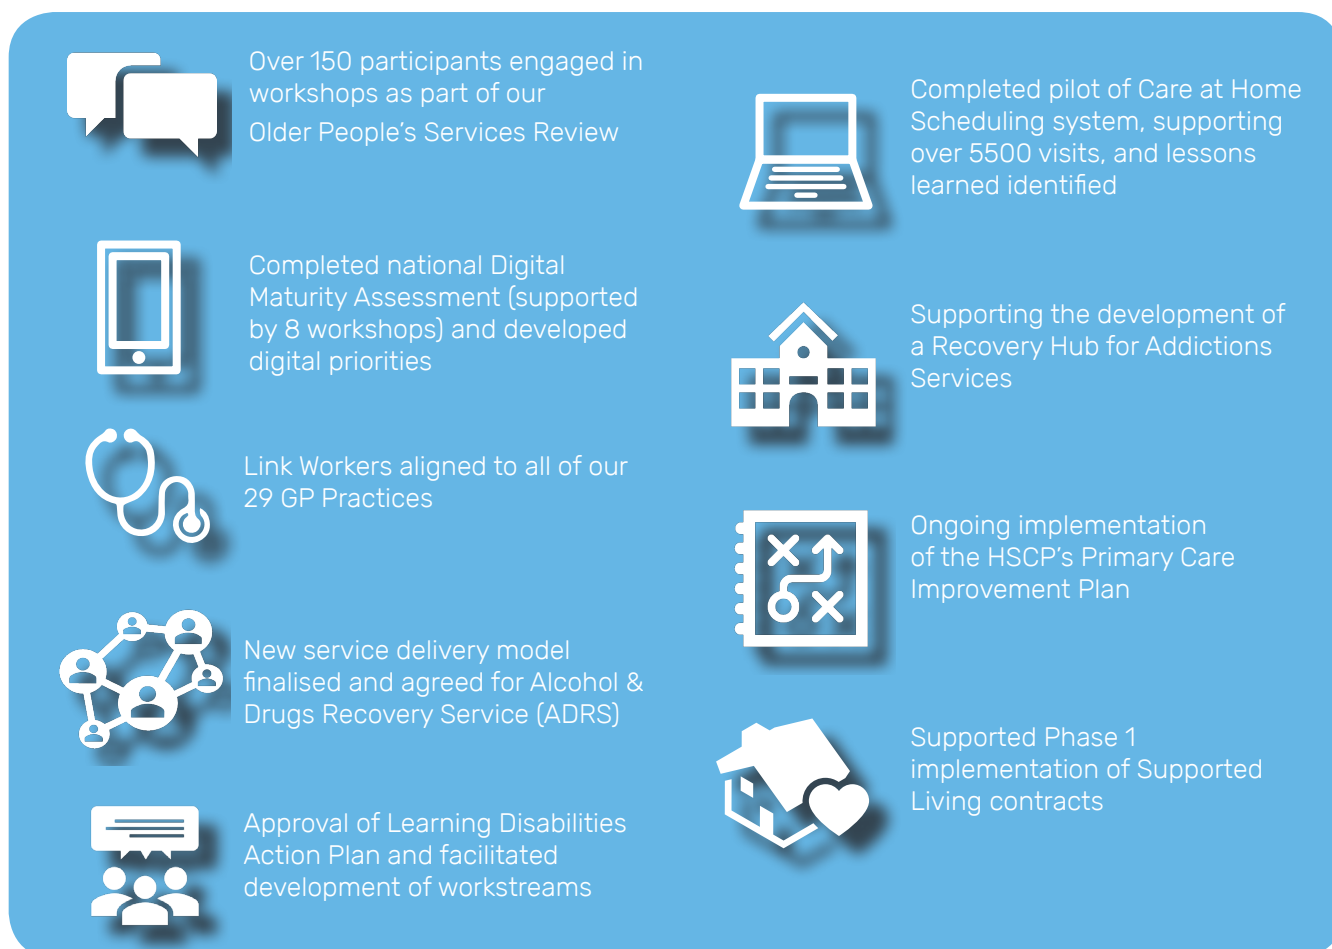 Over 150 participants engaged in
workshops as part of our
Older People's Services Review
Completed national Digital
Maturity Assessment (supported
by 8 workshops) and developed
digital priorities
Link Workers aligned to all of our
29 GP Practices
New service delivery model
finalised and agreed for Alcohol &
Drugs Recovery Service (ADRS)
Approval of Learning Disabilities
Action Plan and facilitated
development of workstreams
Completed pilot of Care at Home
Scheduling system, supporting
over 5500 visits, and lessons
learned identified
Supporting the development of
a Recovery Hub for Addictions
Services
Ongoing implementation
of the HSCP's Primary Care
Improvement Plan
Supported Phase 1
implementation of Supported
Living contracts